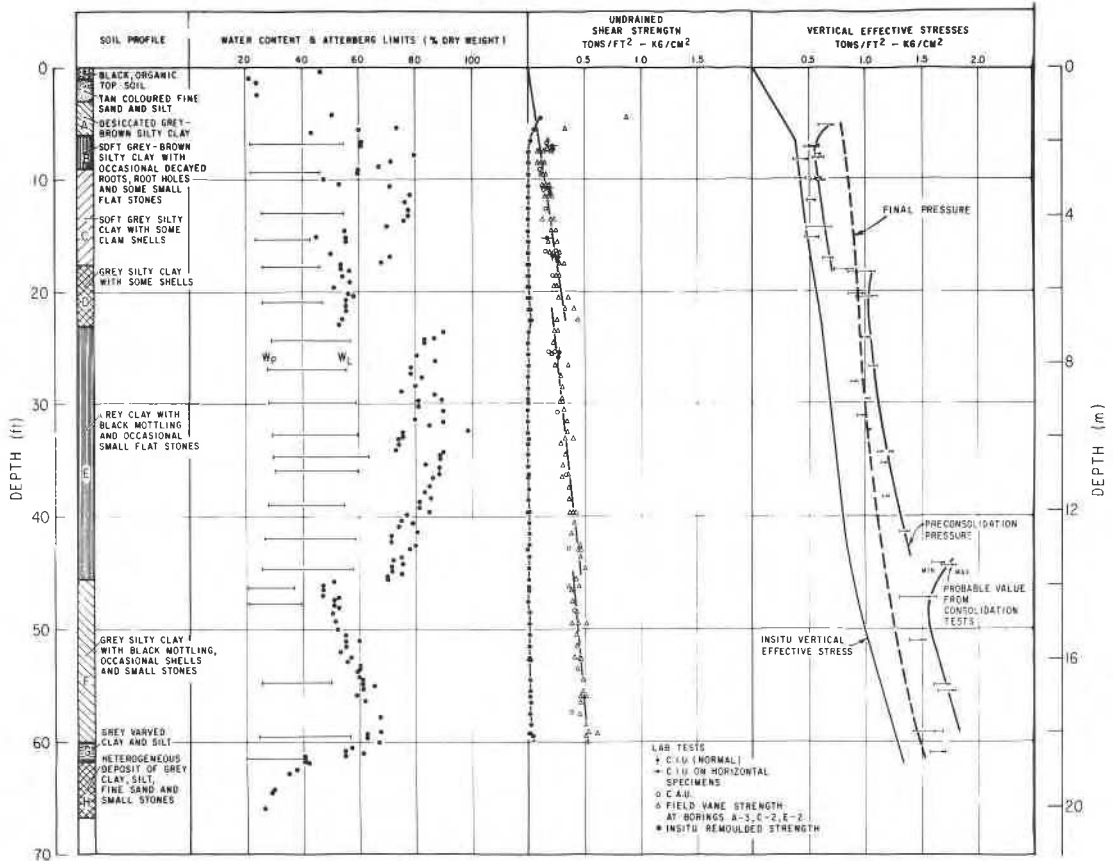 SOIL PROFILE
WATER CONTENT & ATTERBERG LIMITS (% DRY WEIGHT)
UNDRAINED
SHEAR STRENGTH
TONS/FT² - KG/CM²
VERTICAL EFFECTIVE STRESSES
TONS/FT² - KG/CM²
20 40 60 80 100
0.5 1.0 1.5
0.5 1.0 1.5 2.0
DEPTH (ft)
0
10
20
30
40
50
60
70
DEPTH (m)
0
2
4
6
8
12
16
20
BLACK, ORGANIC
TOP SOIL
TAN COLOURED FINE
SAND AND SILT
A
DESICCATED GREY-
BROWN SILTY CLAY
B
SOFT GREY-BROWN
SILTY CLAY WITH
OCCASIONAL DECAYED
ROOTS, ROOT HOLES
AND SOME SMALL
FLAT STONES
C
SOFT GREY SILTY
CLAY WITH SOME
CLAM SHELLS
D
GREY SILTY CLAY
WITH SOME SHELLS
E
REY CLAY WITH
BLACK MOTTLING
AND OCCASIONAL
SMALL FLAT STONES
F
GREY SILTY CLAY
WITH BLACK MOTTLING,
OCCASIONAL SHELLS
AND SMALL STONES
G
GREY VARVED
CLAY AND SILT
H
HETEROGENEOUS
DEPOSIT OF GREY
CLAY, SILT,
FINE SAND AND
SMALL STONES
WP WL
LAB TESTS
C.I.U. (NORMAL)
C.I.U. ON HORIZONTAL
SPECIMENS
C.A.U.
FIELD VANE STRENGTH
AT BORINGS A-3, C-2, E-2
INSITU REMOULDED STRENGTH
FINAL PRESSURE
PRECONSOLIDATION
PRESSURE
MIN MAX
PROBABLE VALUE
FROM
CONSOLIDATION
TESTS
INSITU VERTICAL
EFFECTIVE STRESS